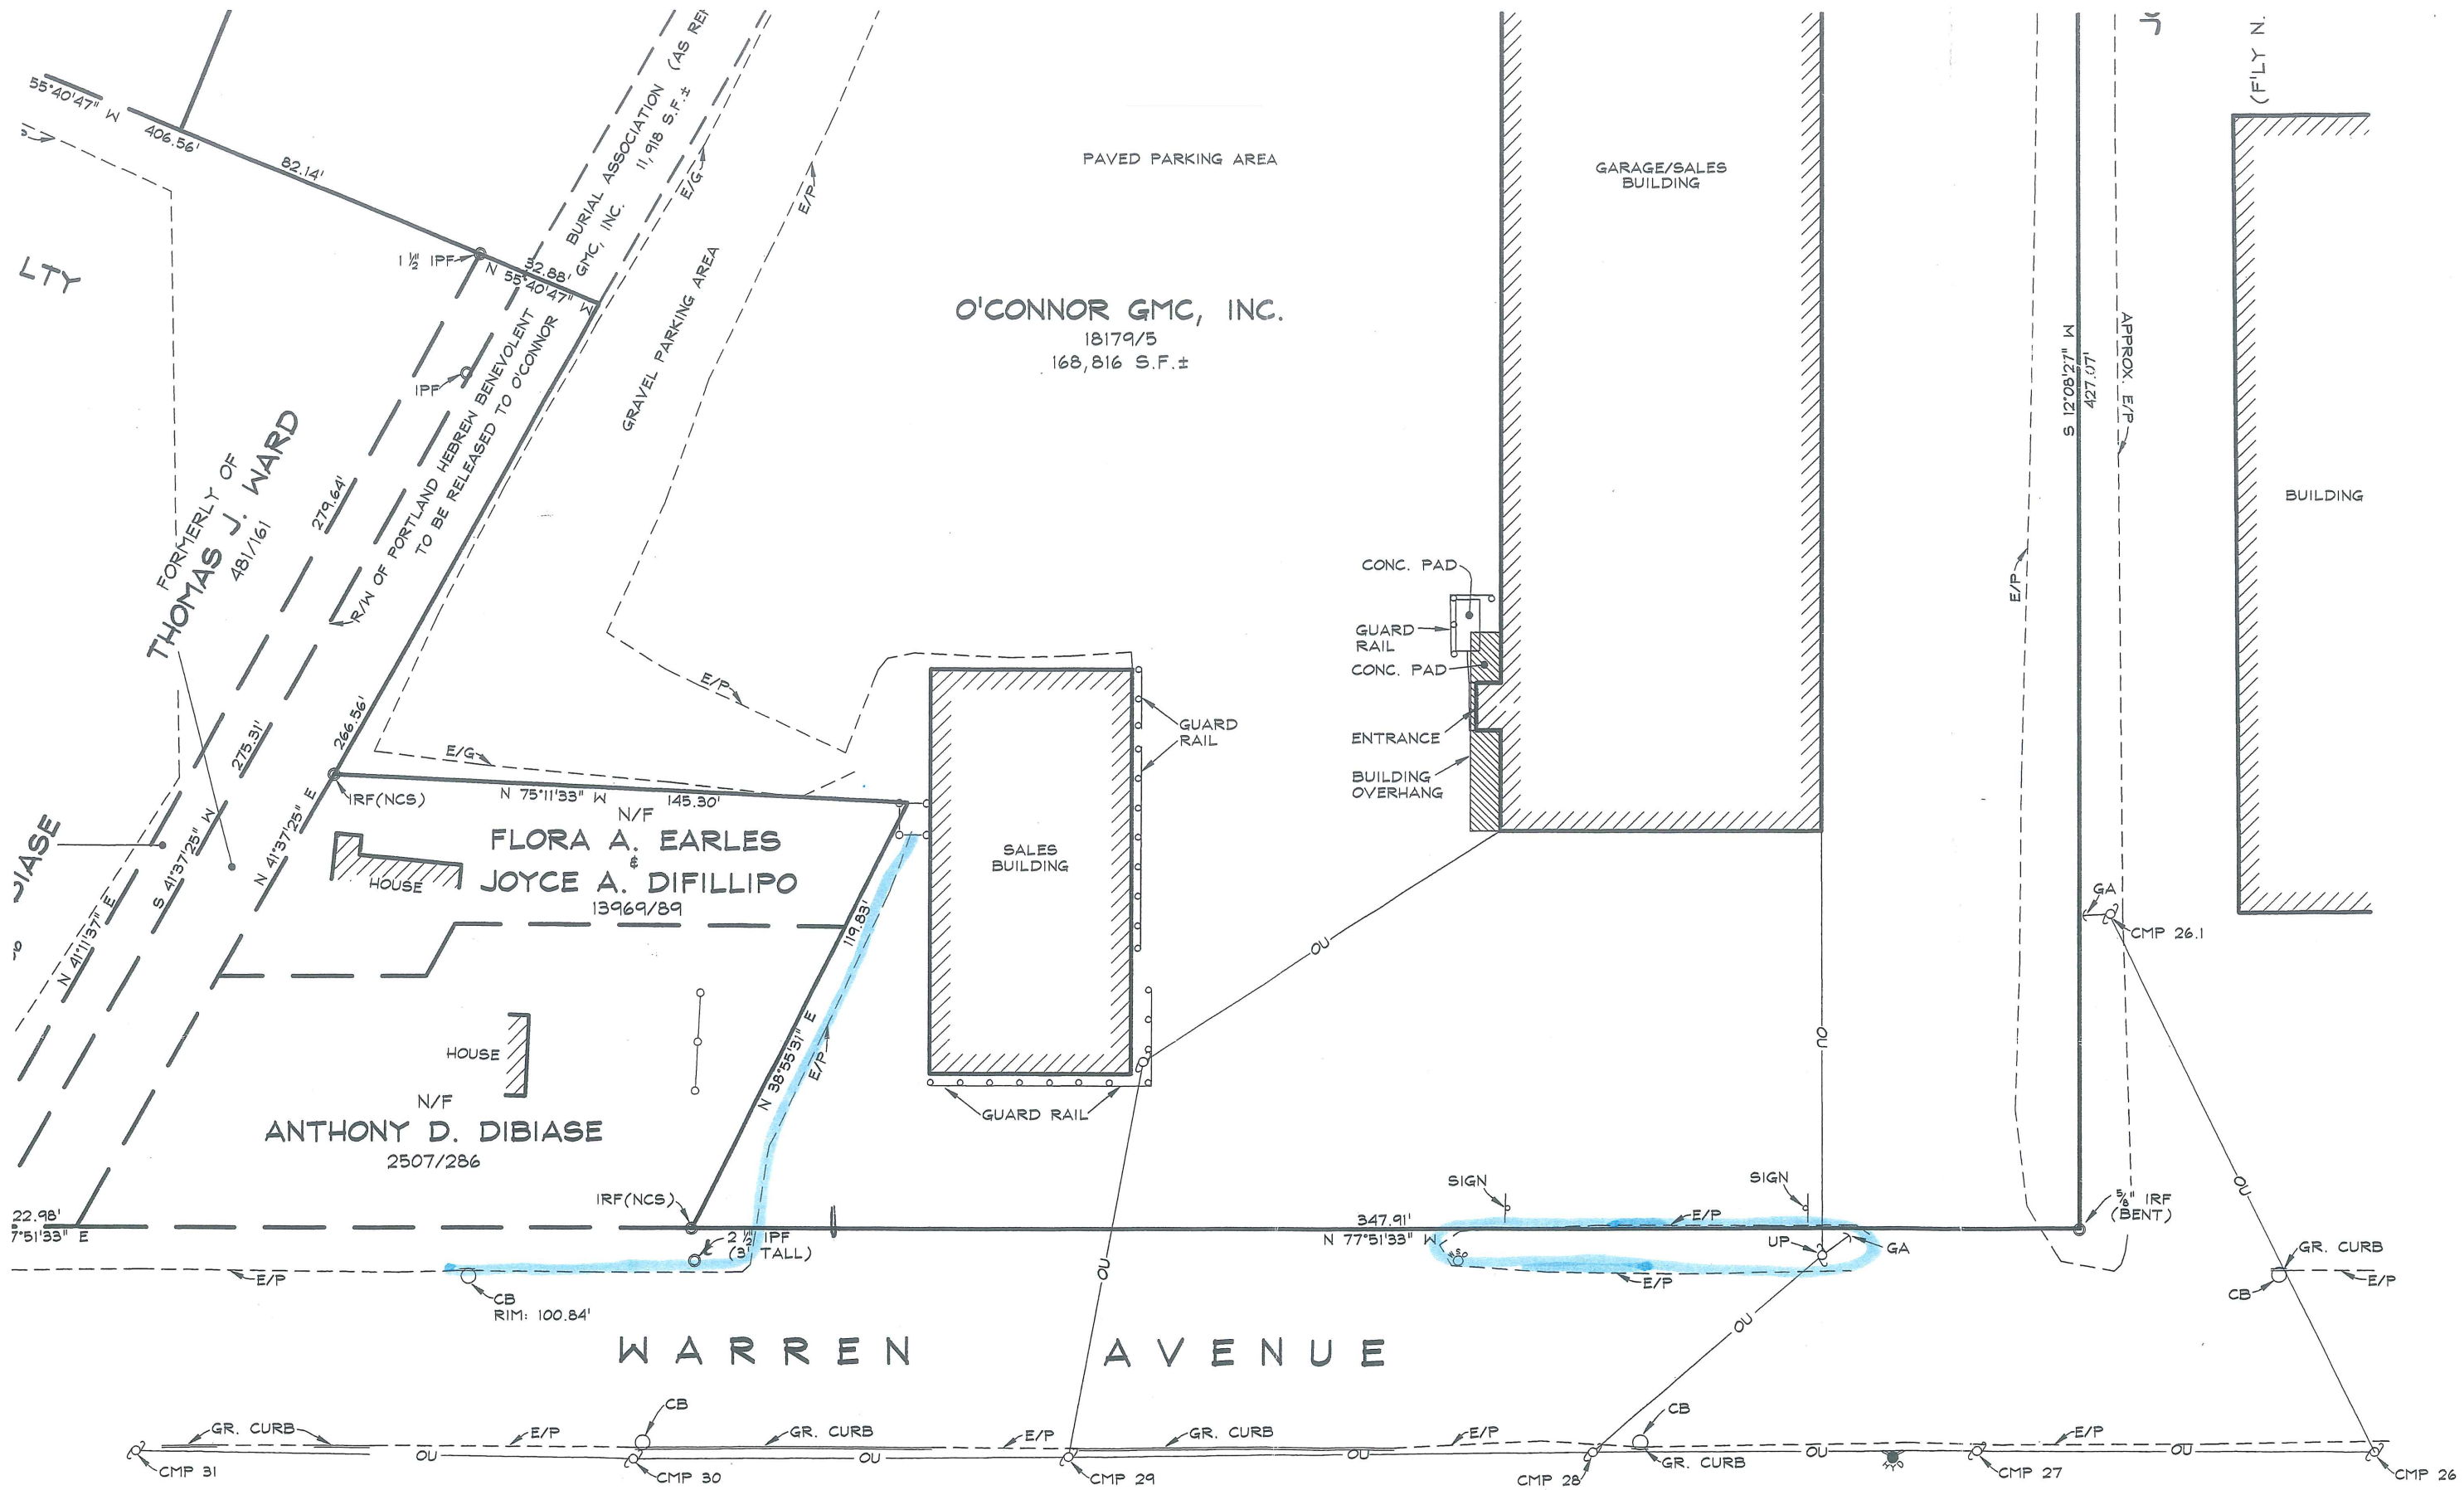 55°40'47" W
406.56'
82.14'
1 1/2" IPF
N 55°40'47" W
32.88'
BURIAL ASSOCIATION (AS
GMC, INC. 11,918 S.F.±
E/G
E/P
PAVED PARKING AREA
GARAGE/SALES
BUILDING
(F'LY N.
LTY
IPF
GRAVEL PARKING AREA
O'CONNOR GMC, INC.
18179/5
168,816 S.F.±
S 12°08'27" W
427.07'
APPROX. E/P
BUILDING
E/P
FORMERLY OF
THOMAS J. WARD
481/161
279.64'
R/W OF PORTLAND HEBREW BENEVOLENT
TO BE RELEASED TO O'CONNOR
CONC. PAD
GUARD
RAIL
CONC. PAD
ENTRANCE
BUILDING
OVERHANG
E/P
GUARD
RAIL
266.56'
275.31'
E/G
IRF(NCS)
N 75°11'33" W
145.30'
N/F
FLORA A. EARLES
&
JOYCE A. DIFILLIPO
13969/89
HOUSE
SALES
BUILDING
N 41°37'25" E
S 41°37'25" W
N 41°11'37" E
BIASE
119.83'
N 38°55'31" E
E/P
OU
OU
GA
CMP 26.1
HOUSE
N/F
ANTHONY D. DIBIASE
2507/286
GUARD RAIL
IRF(NCS)
2 1/2" IPF
(3' TALL)
22.98'
7°51'33" E
SIGN
SIGN
347.91'
N 77°51'33" W
E/P
UP
GA
E/P
5/8" IRF
(BENT)
OU
OU
GR. CURB
E/P
CB
E/P
CB
RIM: 100.84'
OU
WARREN AVENUE
GR. CURB
E/P
CB
GR. CURB
E/P
GR. CURB
E/P
CB
GR. CURB
E/P
OU
OU
OU
OU
OU
HYD
CMP 31
CMP 30
CMP 29
CMP 28
CMP 27
CMP 26